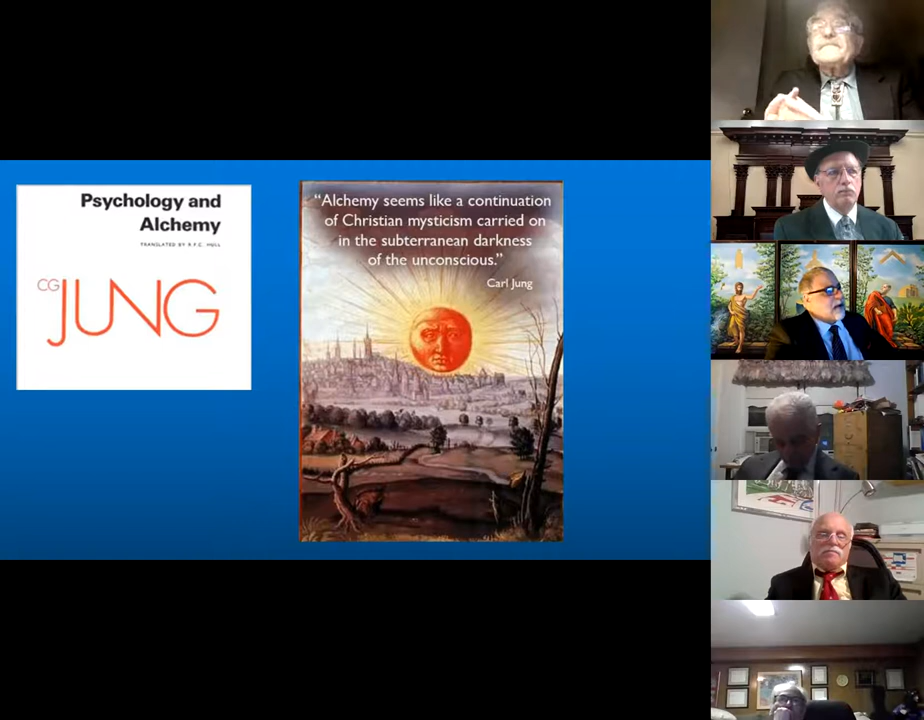 Psychology and
Alchemy
TRANSLATED BY R.F.C. HULL
CG
JUNG
“Alchemy seems like a continuation
of Christian mysticism carried on
in the subterranean darkness
of the unconscious.”
Carl Jung